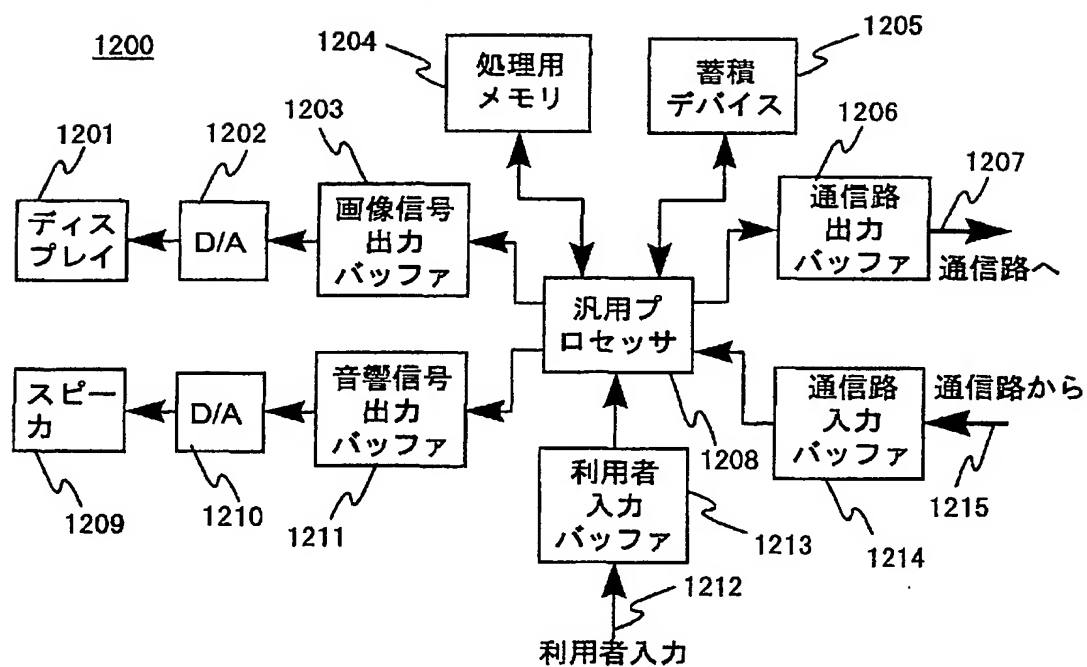 1200
1204
処理用
メモリ
蓄積
デバイス
1205
1201
1202
1203
1206
1207
ディス
プレイ
D/A
画像信号
出力
バッファ
通信路
出力
バッファ
通信路へ
汎用プ
ロセッサ
スピー
カ
D/A
音響信号
出力
バッファ
通信路
入力
バッファ
通信路から
1208
1209
1210
1211
利用者
入力
バッファ
1213
1214
1215
1212
利用者入力